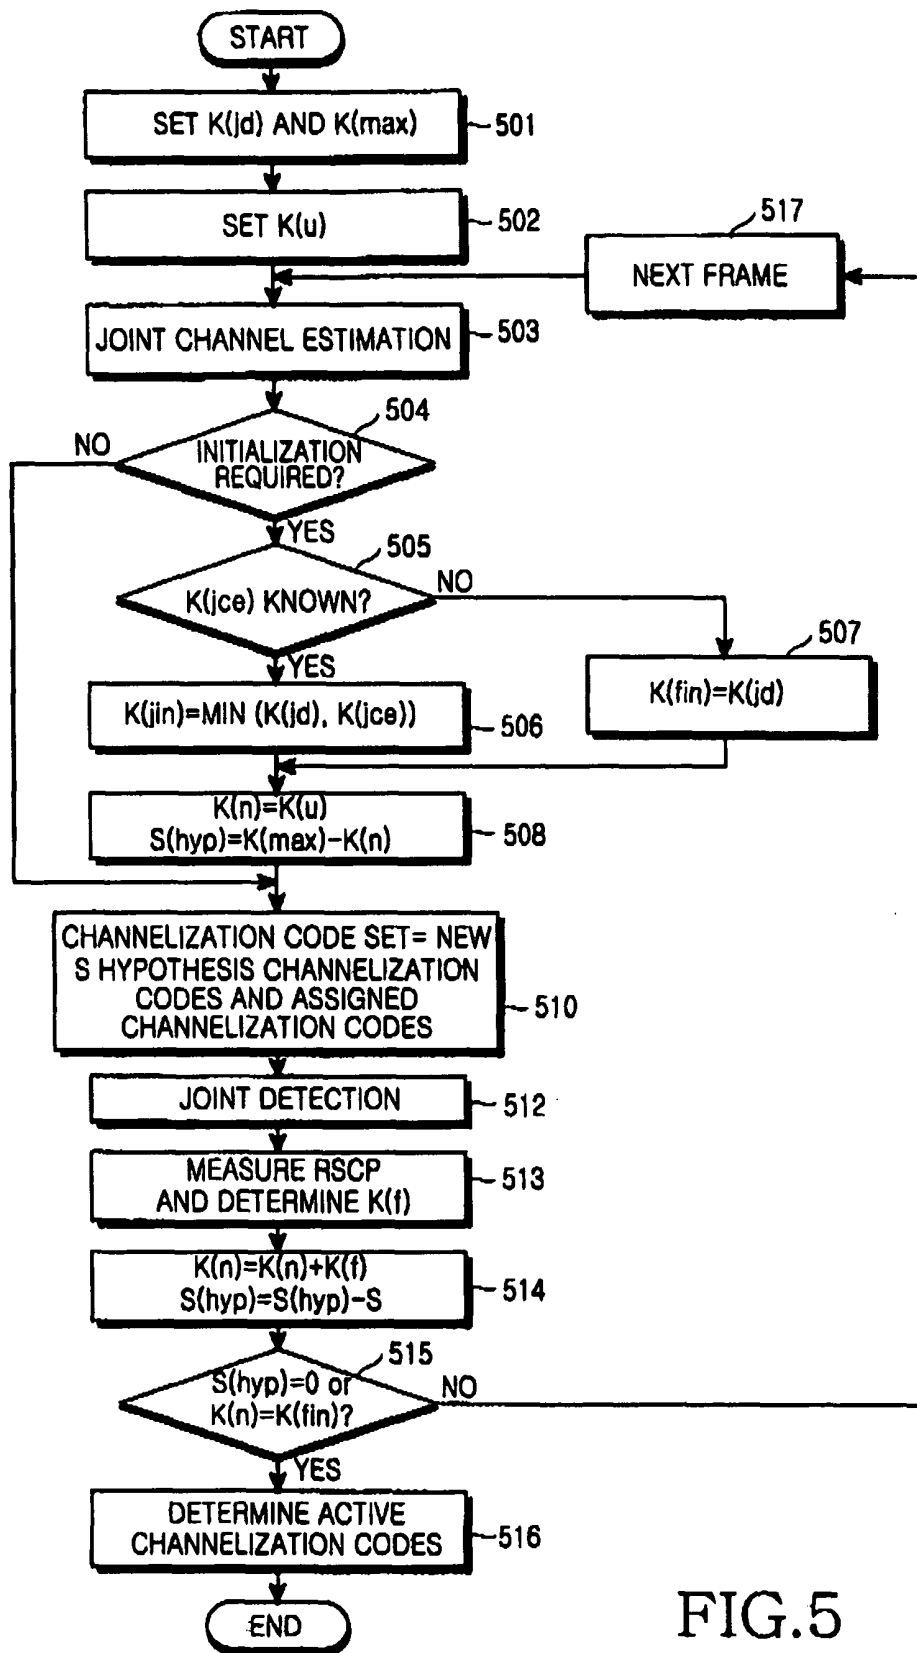 START
SET K(jd) AND K(max)
501
SET K(u)
502
517
NEXT FRAME
JOINT CHANNEL ESTIMATION
503
504
NO
INITIALIZATION
REQUIRED?
YES
505
K(jce) KNOWN?
NO
YES
507
K(fin)=K(jd)
K(jin)=MIN (K(jd), K(jce))
506
K(n)=K(u)
S(hyp)=K(max)-K(n)
508
CHANNELIZATION CODE SET= NEW
S HYPOTHESIS CHANNELIZATION
CODES AND ASSIGNED
CHANNELIZATION CODES
510
JOINT DETECTION
512
MEASURE RSCP
AND DETERMINE K(f)
513
K(n)=K(n)+K(f)
S(hyp)=S(hyp)-S
514
515
S(hyp)=0 or
K(n)=K(fin)?
NO
YES
DETERMINE ACTIVE
CHANNELIZATION CODES
516
END
FIG.5